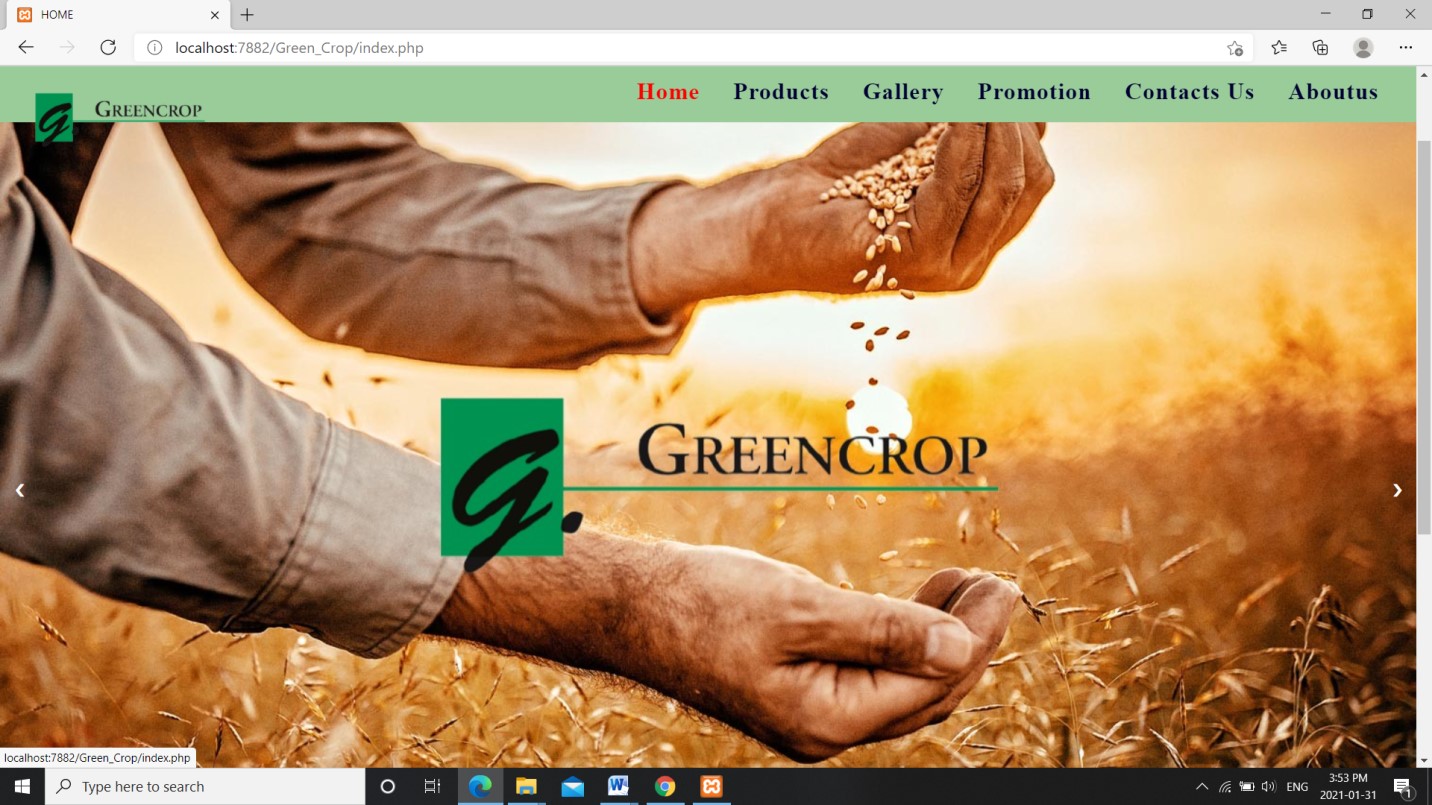 HOME
localhost:7882/Green_Crop/index.php
g. GREENCROP
Home Products Gallery Promotion Contacts Us Aboutus
g. GREENCROP
localhost:7882/Green_Crop/index.php
Type here to search
ENG
3:53 PM
2021-01-31
1